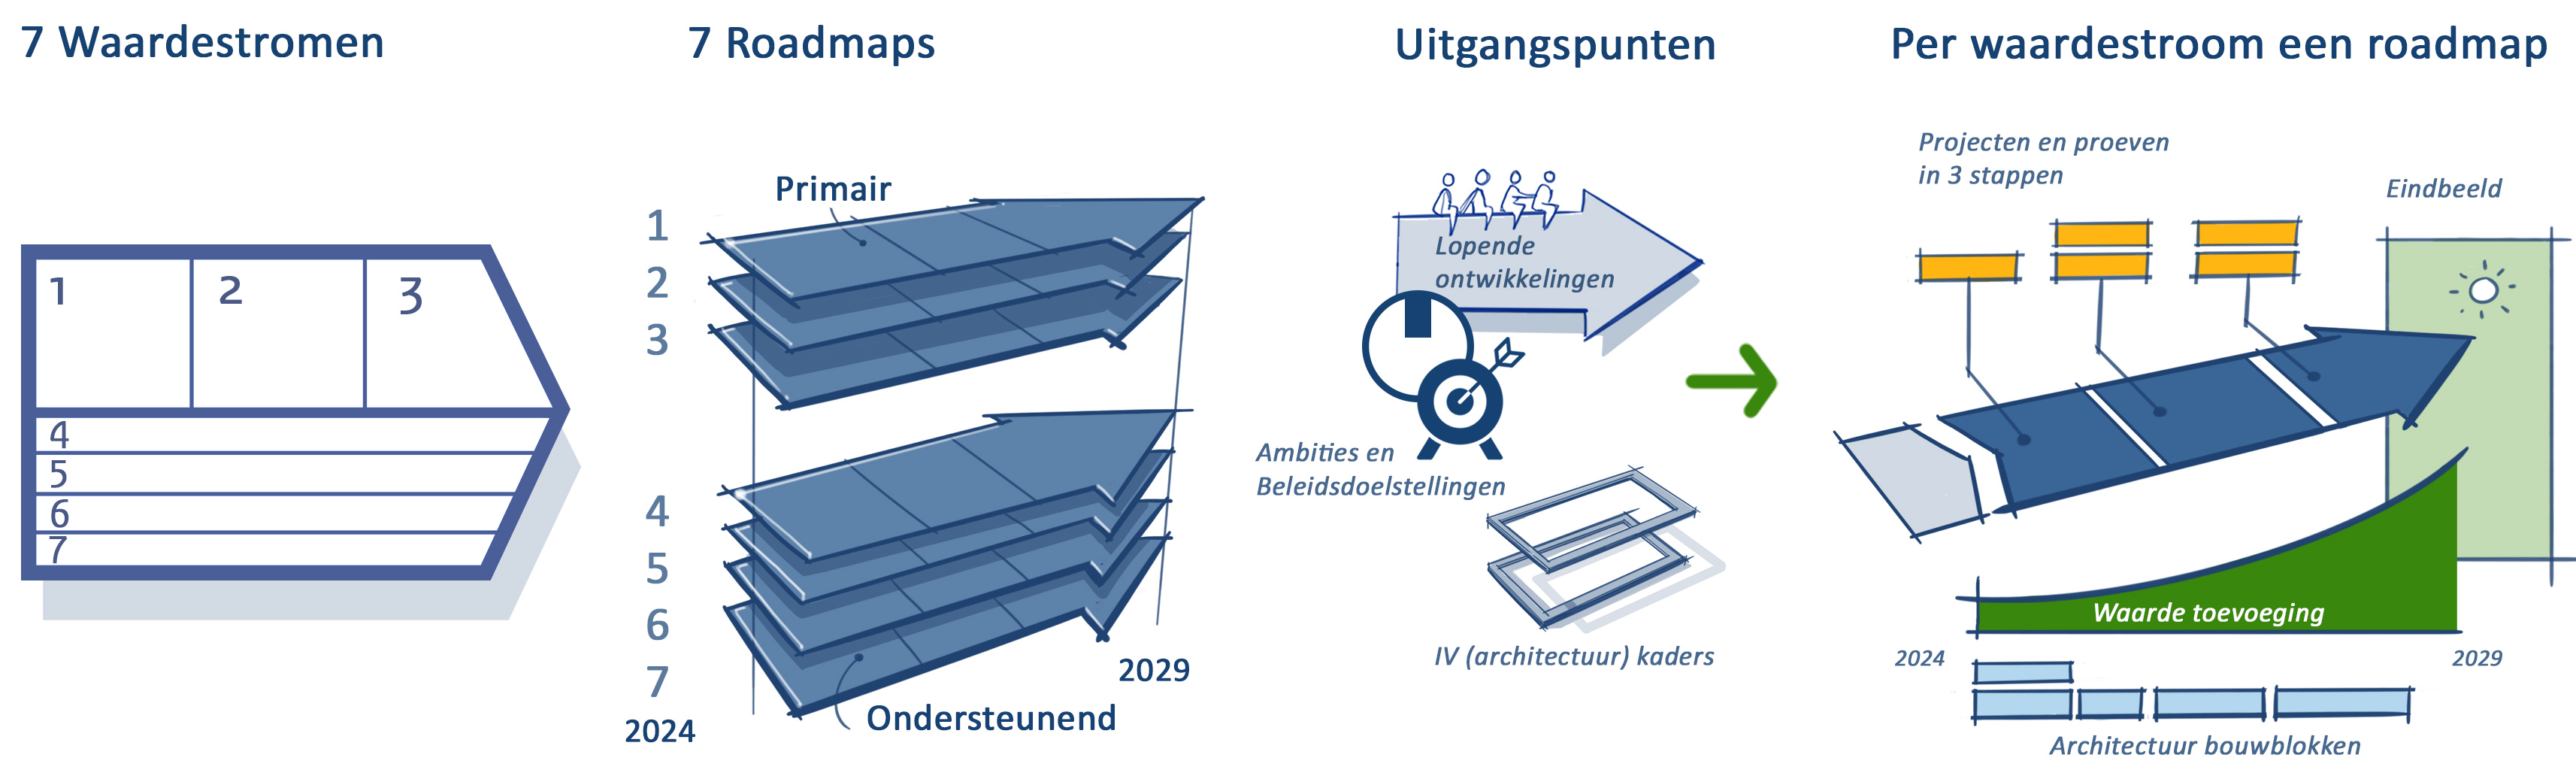 7 Waardestromen
1
2
3
4
5
6
7
7 Roadmaps
Primair
1
2
3
4
5
6
7
2024
2029
Ondersteunend
Uitgangspunten
Lopende
ontwikkelingen
Ambities en
Beleidsdoelstellingen
IV (architectuur) kaders
Per waardestroom een roadmap
Projecten en proeven
in 3 stappen
Eindbeeld
Waarde toevoeging
2024
2029
Architectuur bouwblokken